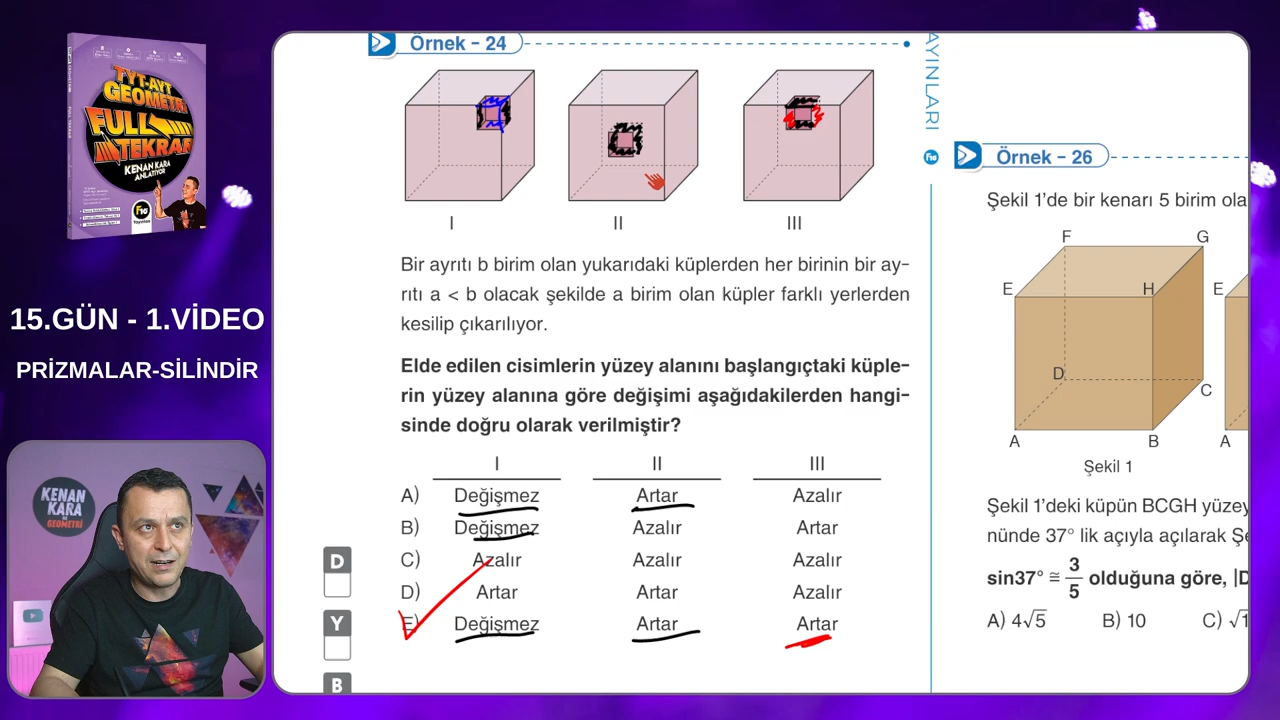 TYT-AYT
GEOMETRİ
FULL
TEKRAR
KENAN KARA
ANLATIYOR
F10
Yayınları
15.GÜN - 1.VİDEO
PRİZMALAR-SİLİNDİR
KENAN
KARA
GEOMETRİ
Örnek – 24
I II III
Bir ayrıtı b birim olan yukarıdaki küplerden her birinin bir ay–
rıtı a < b olacak şekilde a birim olan küpler farklı yerlerden
kesilip çıkarılıyor.
Elde edilen cisimlerin yüzey alanını başlangıçtaki küple–
rin yüzey alanına göre değişimi aşağıdakilerden hangi–
sinde doğru olarak verilmiştir?
I II III
A) Değişmez Artar Azalır
B) Değişmez Azalır Artar
C) Azalır Azalır Azalır
D) Artar Artar Azalır
E) Değişmez Artar Artar
D
Y
B
AYINLARI
F10
Örnek – 26
Şekil 1'de bir kenarı 5 birim ola
F G
E H E
D C
A B A
Şekil 1
Şekil 1'deki küpün BCGH yüzey
nünde 37° lik açıyla açılarak Şe
sin37° ≅ 3/5 olduğuna göre, |D
A) 4√5 B) 10 C) √1